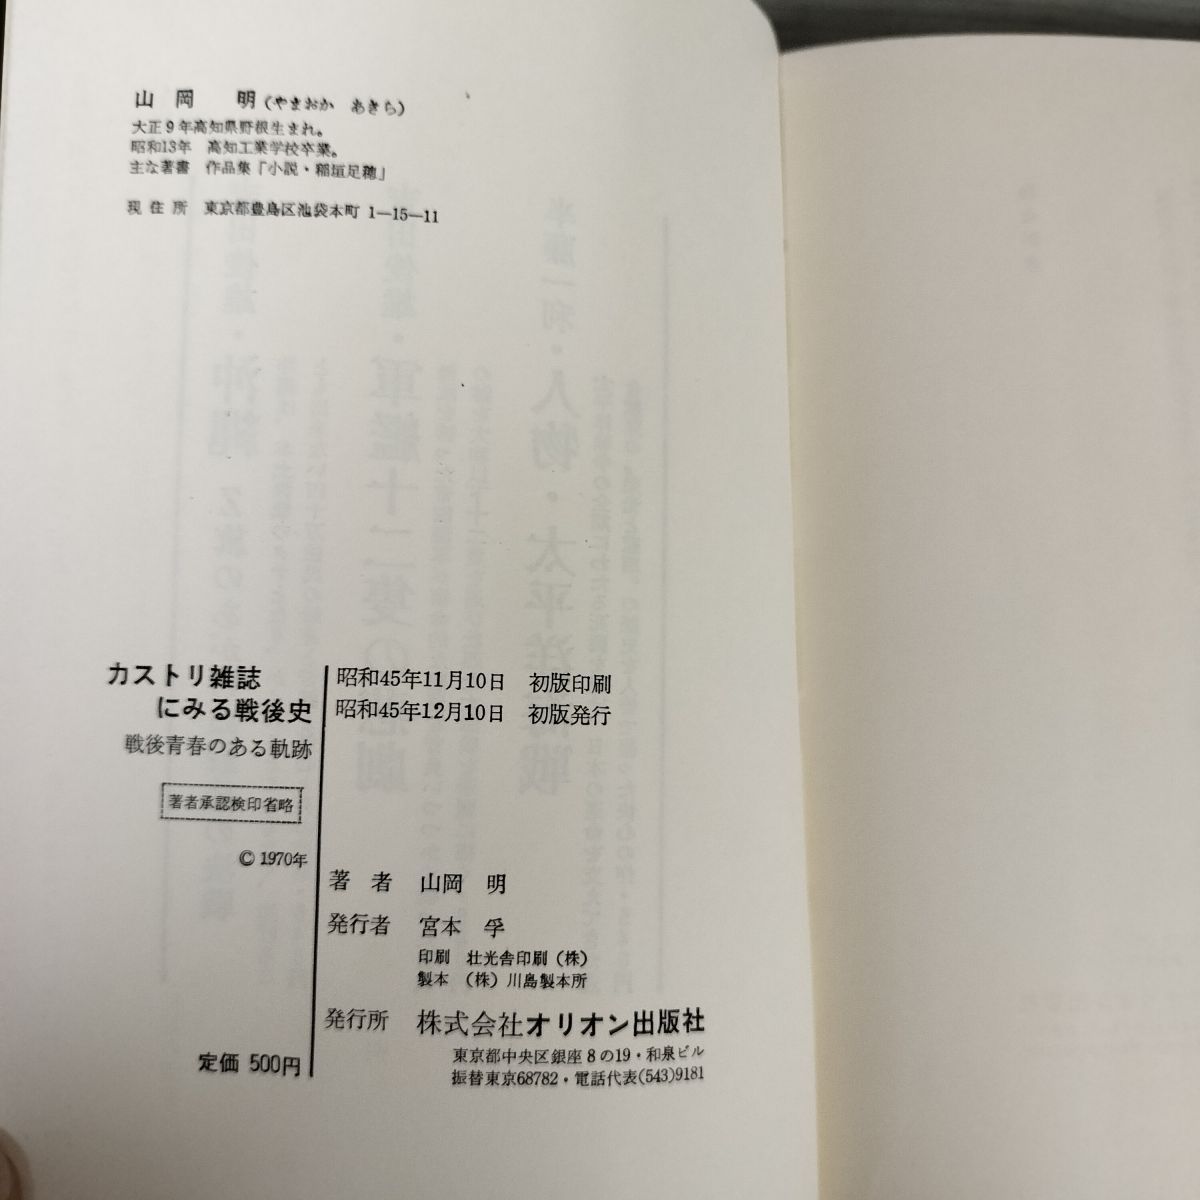 山岡　明（やまおか　あきら）
大正９年高知県野根生まれ。
昭和13年　高知工業学校卒業。
主な著書　作品集「小説・稲垣足穂」
現住所　東京都豊島区池袋本町 1―15―11
カストリ雑誌
にみる戦後史
戦後青春のある軌跡
著者承認検印省略
© 1970年
定価 500円
昭和45年11月10日　初版印刷
昭和45年12月10日　初版発行
著　者　山岡　明
発行者　宮本　孚
印刷　壮光舎印刷（株）
製本　（株）川島製本所
発行所　株式会社オリオン出版社
東京都中央区銀座８の19・和泉ビル
振替東京68782・電話代表(543)9181